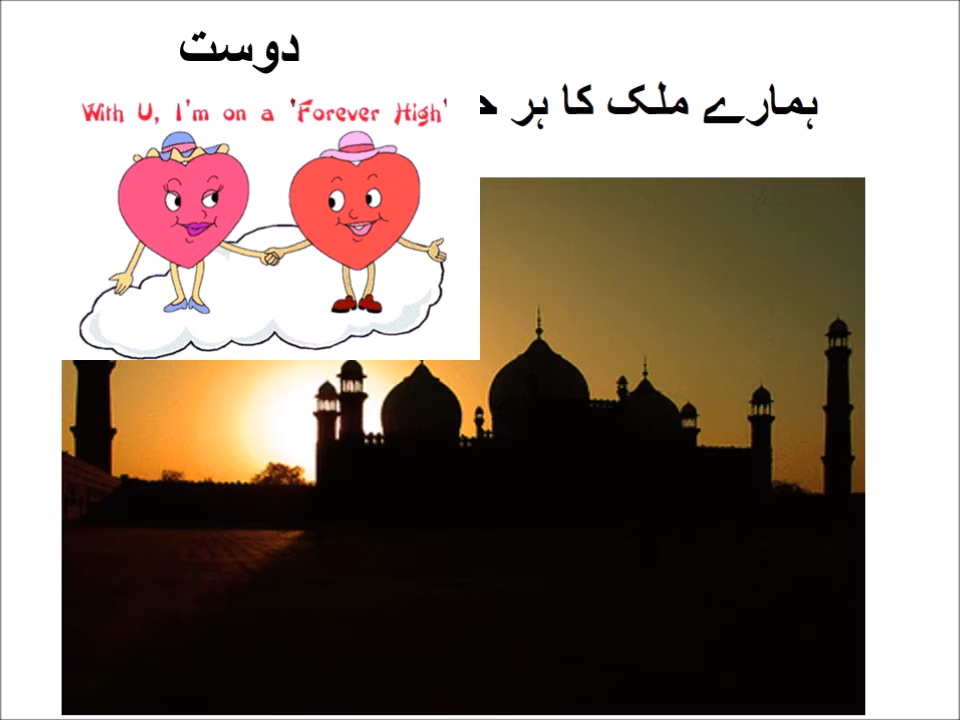 دوست
ہمارے ملک کا ہر
With U, I'm on a 'Forever High'